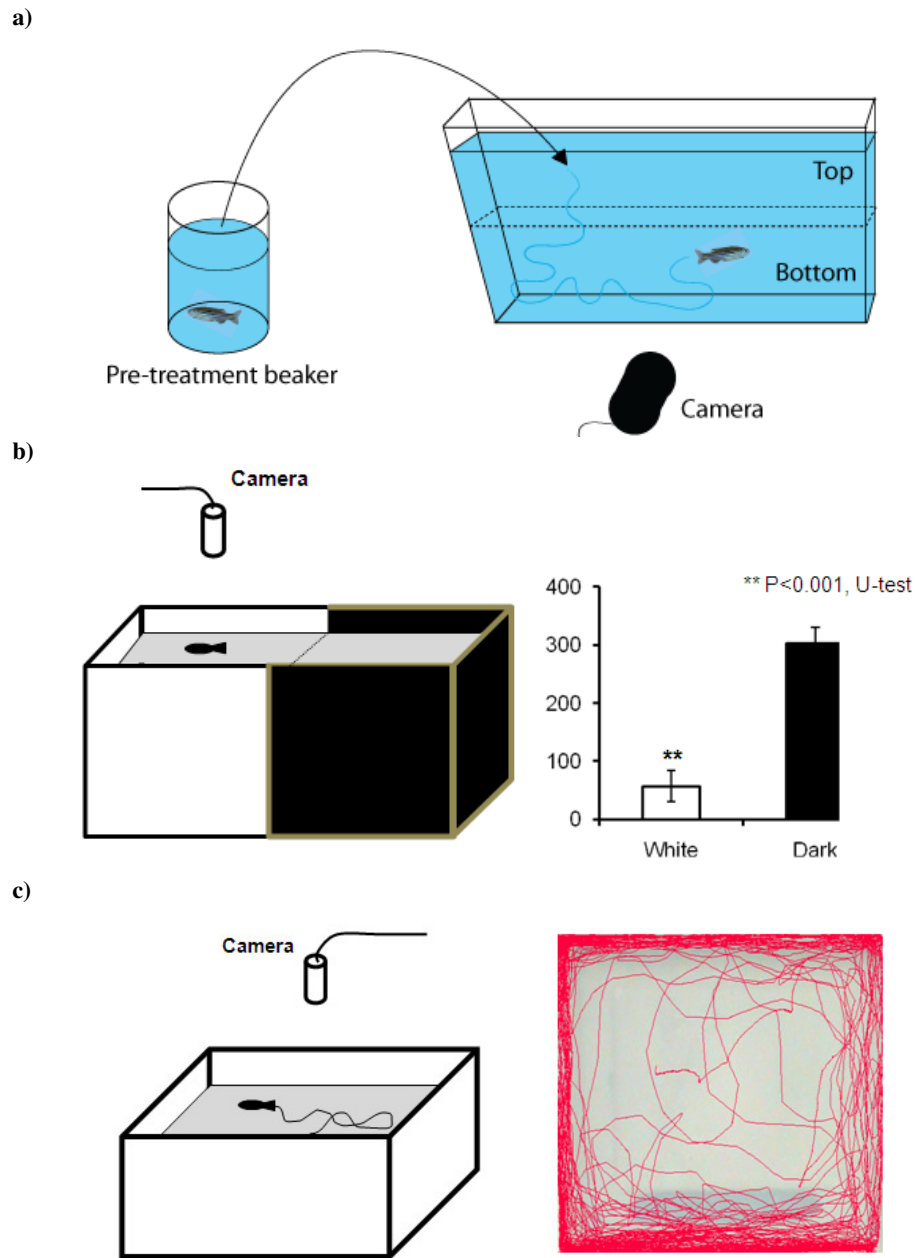 a)
Top
Bottom
Pre-treatment beaker
Camera
b)
Camera
** P<0.001, U-test
400
300
200
100
0
**
White
Dark
c)
Camera